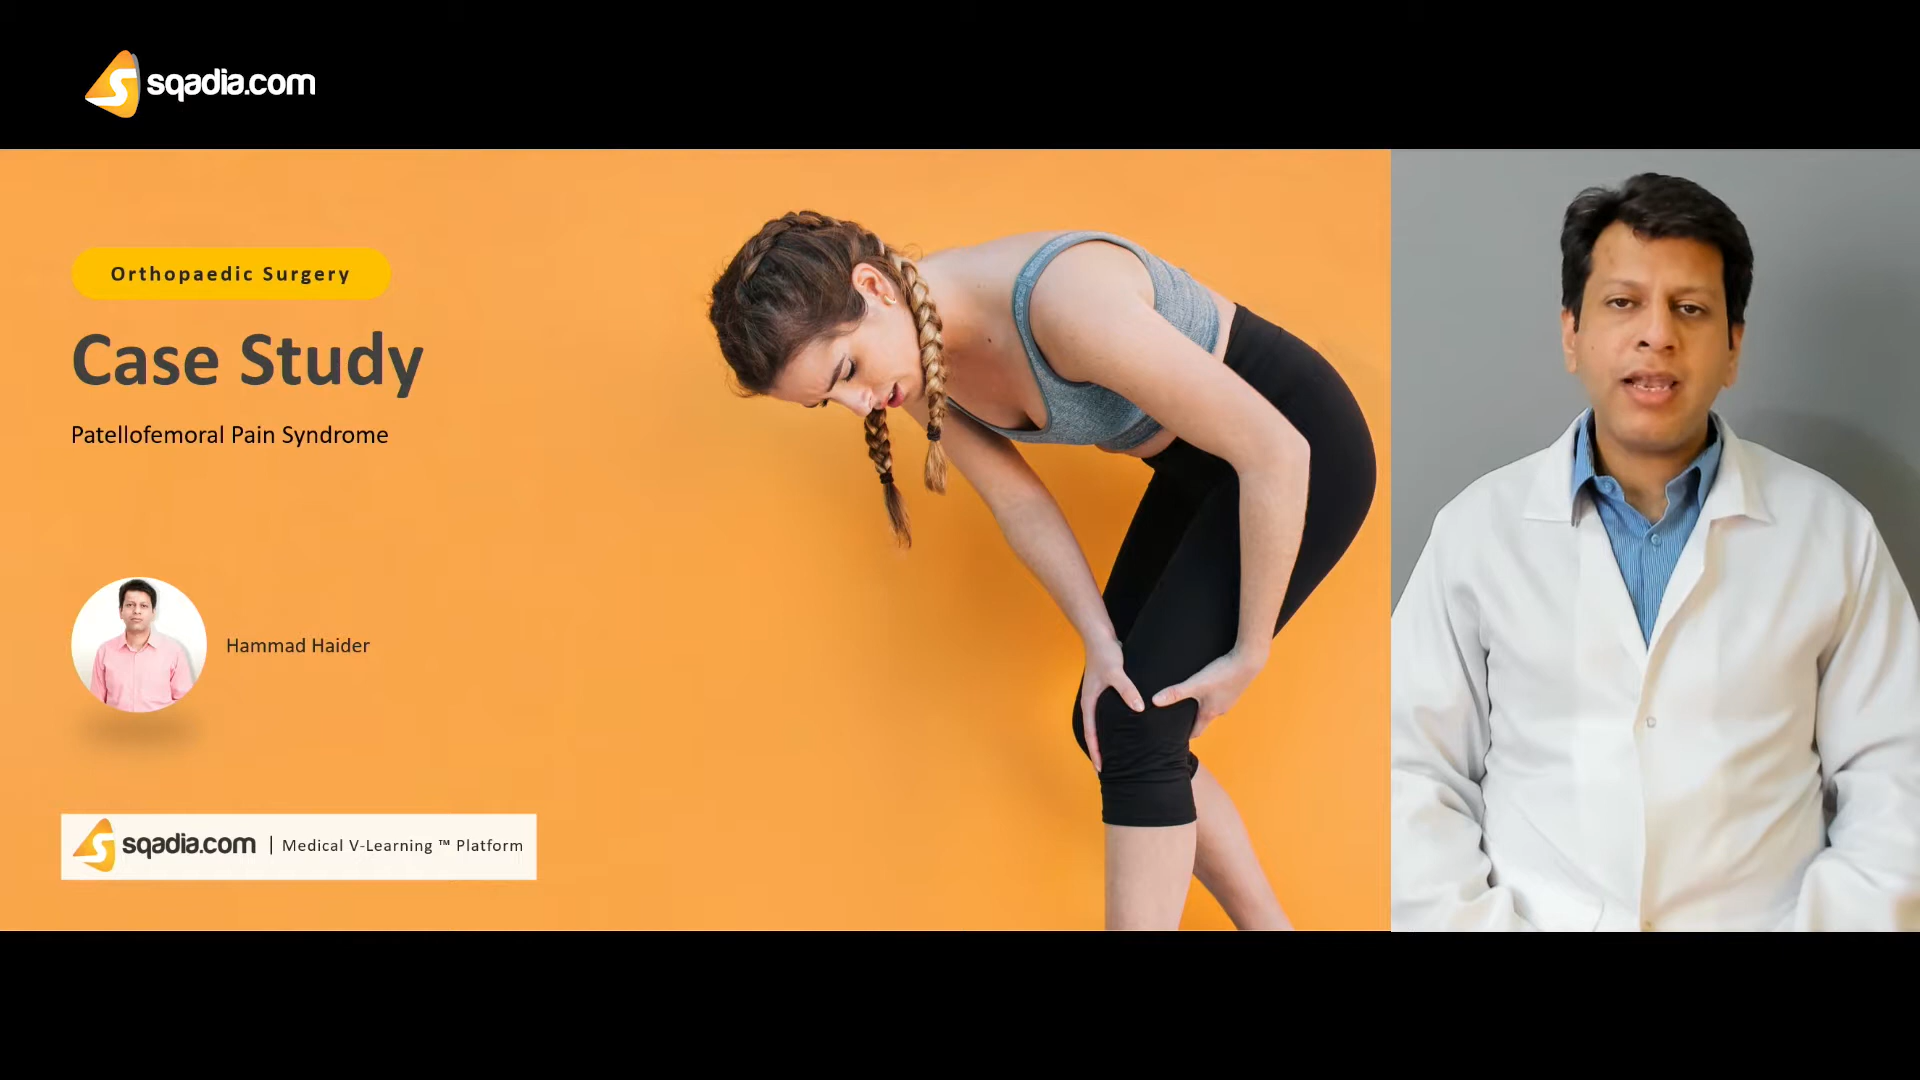 sqadia.com
Orthopaedic Surgery
Case Study
Patellofemoral Pain Syndrome
Hammad Haider
sqadia.com | Medical V-Learning ™ Platform